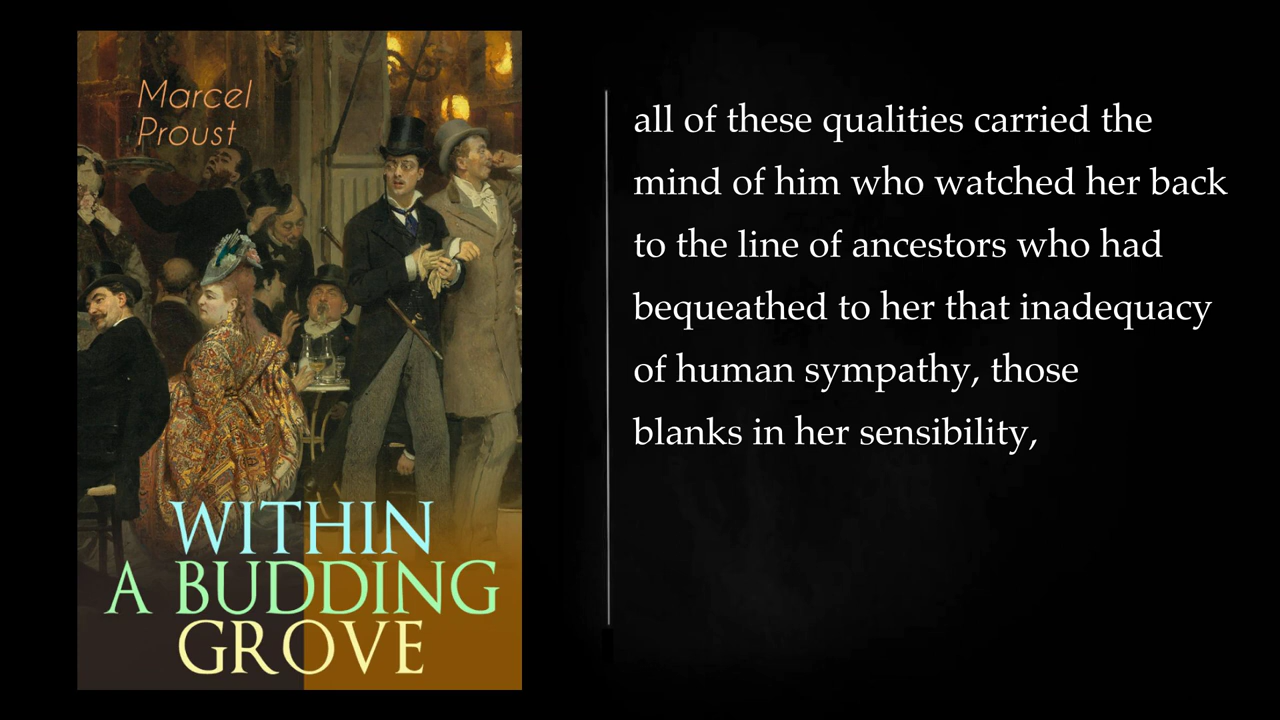 Marcel
Proust
WITHIN
A BUDDING
GROVE
all of these qualities carried the
mind of him who watched her back
to the line of ancestors who had
bequeathed to her that inadequacy
of human sympathy, those
blanks in her sensibility,